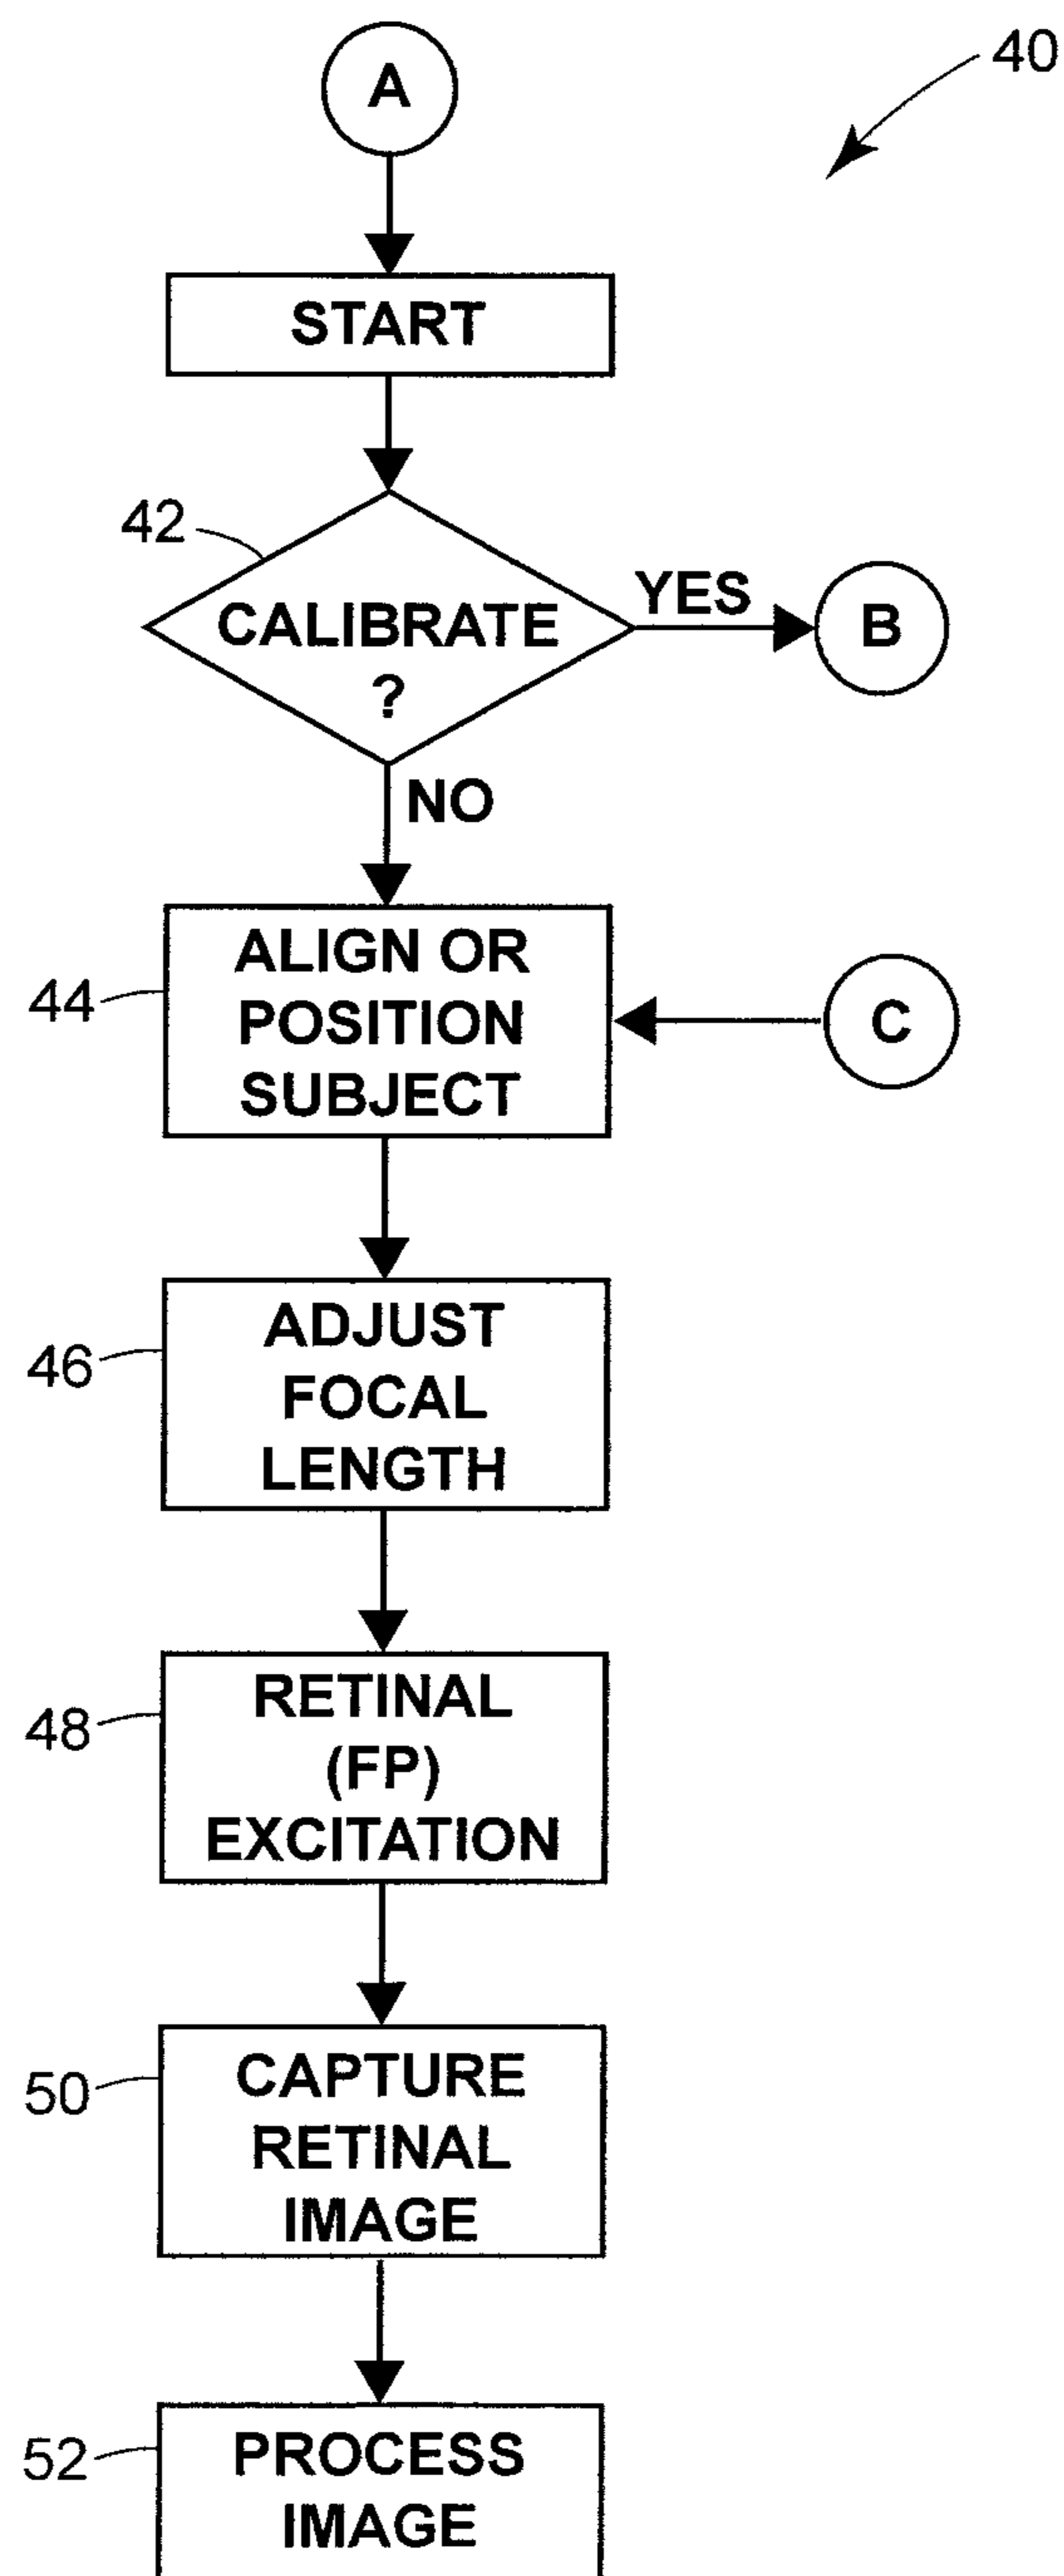 A
40
START
42
CALIBRATE
?
YES
B
NO
44
ALIGN OR
POSITION
SUBJECT
C
46
ADJUST
FOCAL
LENGTH
48
RETINAL
(FP)
EXCITATION
50
CAPTURE
RETINAL
IMAGE
52
PROCESS
IMAGE